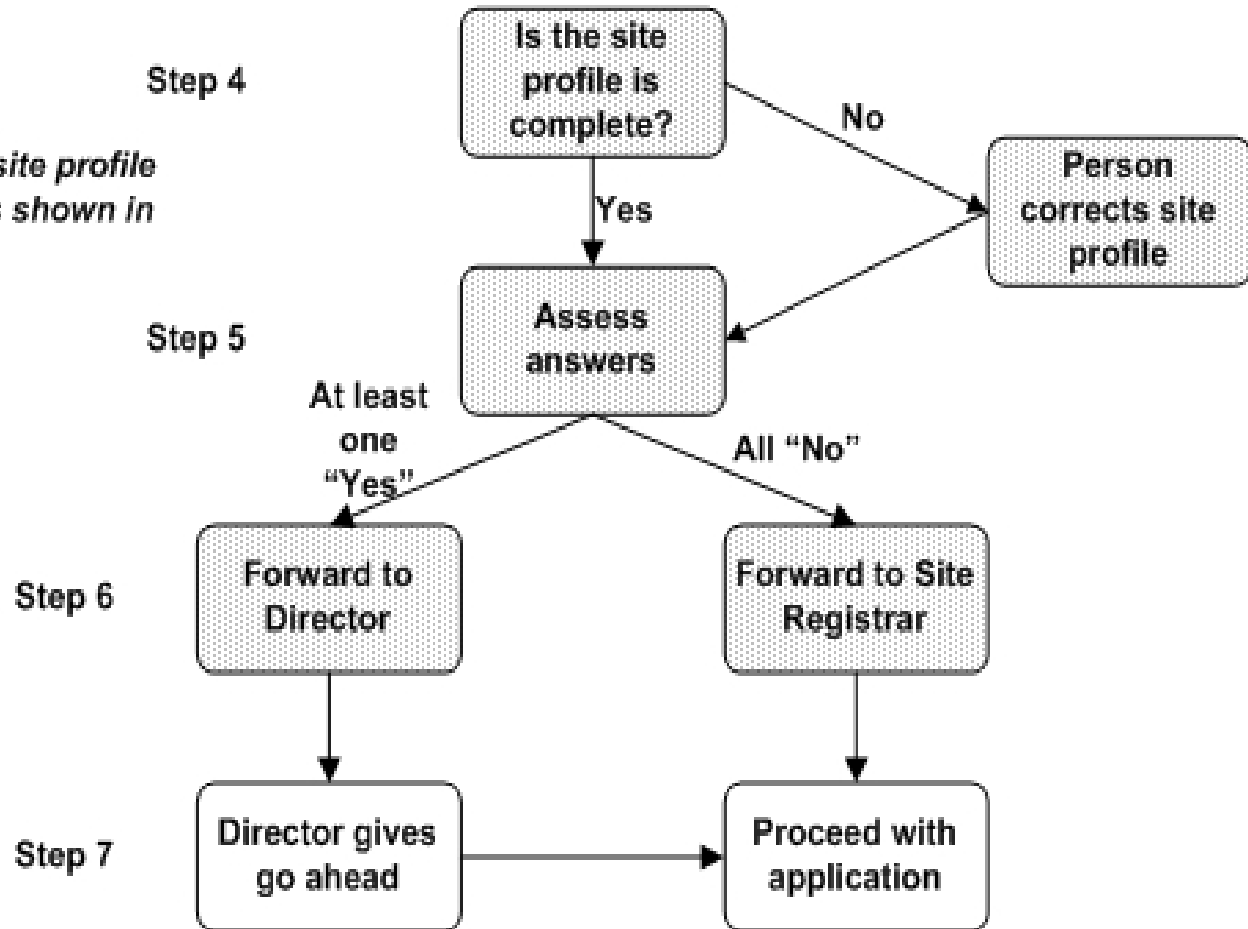 Step 4
Is the site
profile is
complete?
No
site profile
s shown in
Yes
Person
corrects site
profile
Step 5
Assess
answers
At least
one
“Yes”
All “No”
Step 6
Forward to
Director
Forward to Site
Registrar
Step 7
Director gives
go ahead
Proceed with
application